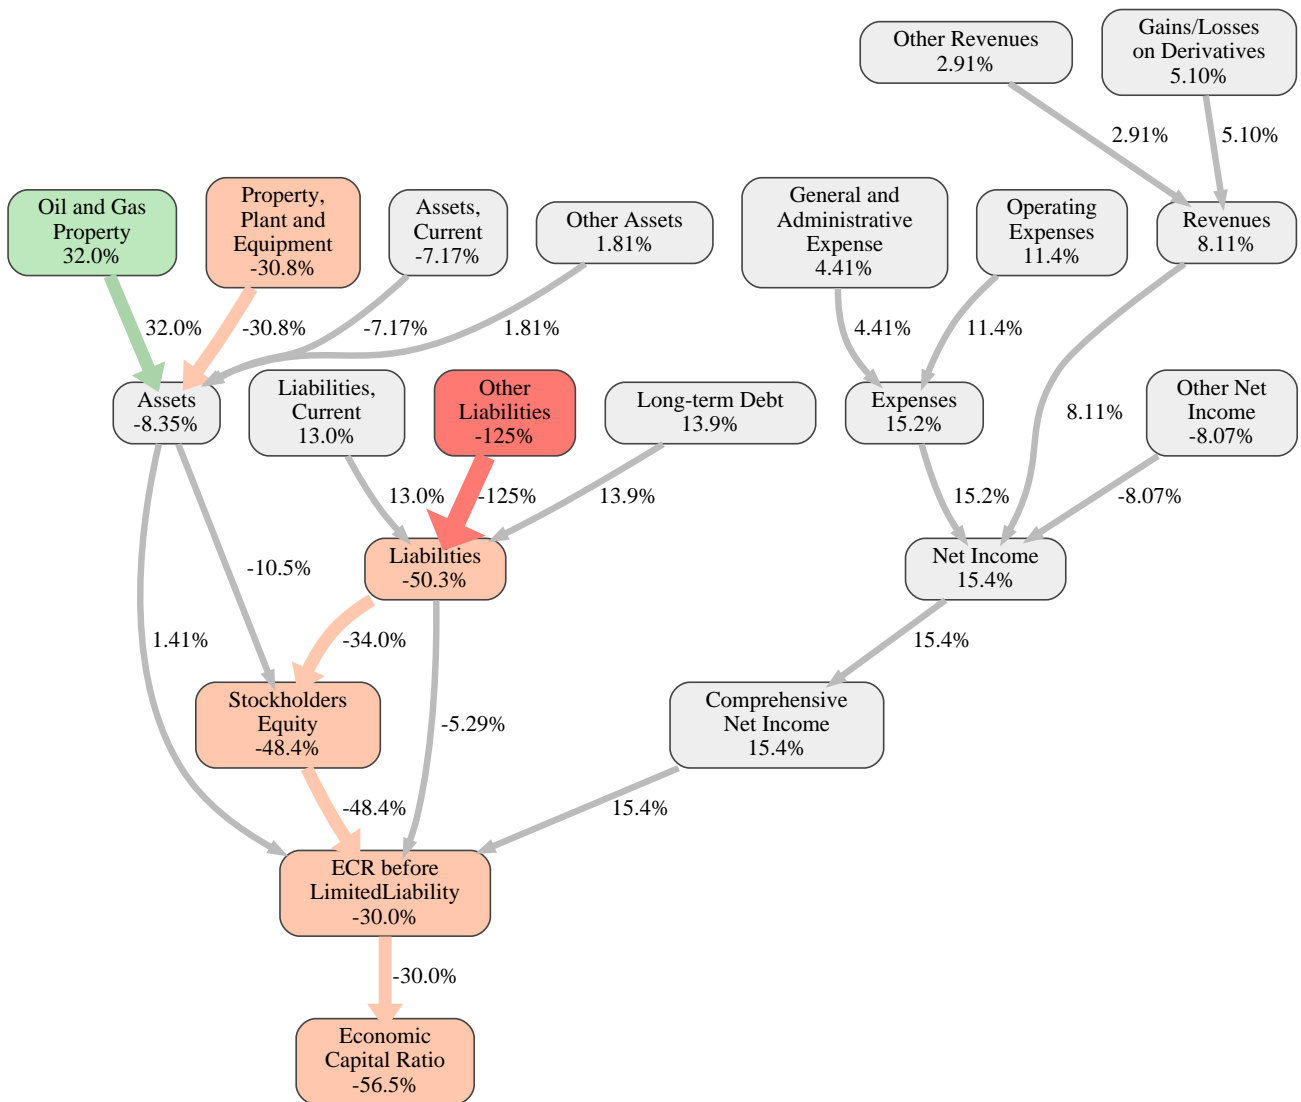 Other Revenues
2.91%
Gains/Losses
on Derivatives
5.10%
2.91%
5.10%
Oil and Gas
Property
32.0%
Property,
Plant and
Equipment
-30.8%
Assets,
Current
-7.17%
Other Assets
1.81%
General and
Administrative
Expense
4.41%
Operating
Expenses
11.4%
Revenues
8.11%
32.0%
-30.8%
-7.17%
1.81%
4.41%
11.4%
Assets
-8.35%
Liabilities,
Current
13.0%
Other
Liabilities
-125%
Long-term Debt
13.9%
Expenses
15.2%
8.11%
Other Net
Income
-8.07%
13.0%
-125%
13.9%
15.2%
-8.07%
-10.5%
Liabilities
-50.3%
Net Income
15.4%
1.41%
-34.0%
15.4%
Stockholders
Equity
-48.4%
-5.29%
Comprehensive
Net Income
15.4%
-48.4%
15.4%
ECR before
LimitedLiability
-30.0%
-30.0%
Economic
Capital Ratio
-56.5%